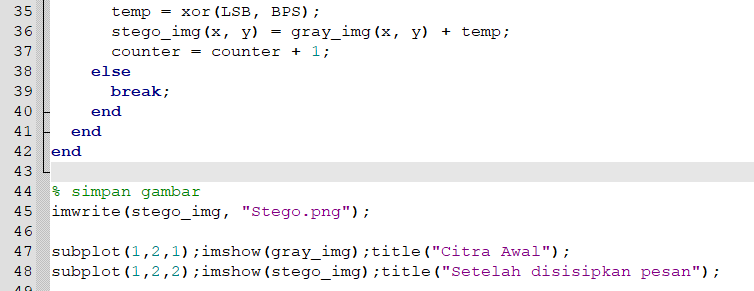 35 temp = xor(LSB, BPS);
36 stego_img(x, y) = gray_img(x, y) + temp;
37 counter = counter + 1;
38 else
39 break;
40 end
41 end
42 end
43
44 % simpan gambar
45 imwrite(stego_img, "Stego.png");
46
47 subplot(1,2,1);imshow(gray_img);title("Citra Awal");
48 subplot(1,2,2);imshow(stego_img);title("Setelah disisipkan pesan");